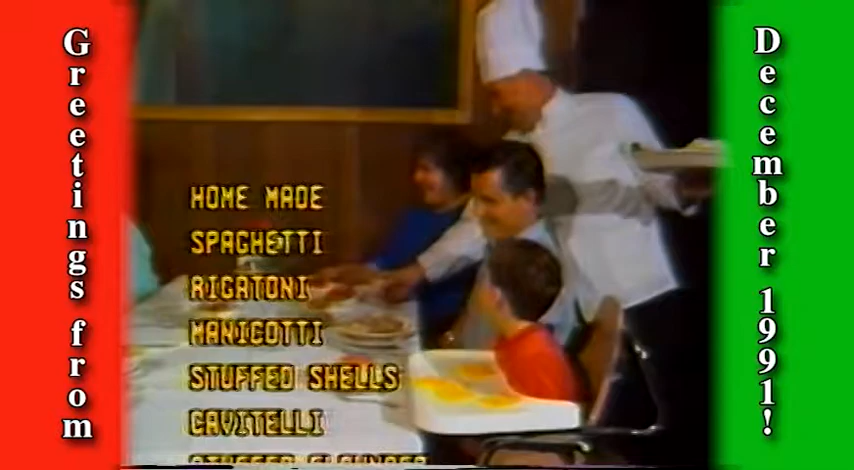 Greetings from
HOME MADE
SPAGHETTI
RIGATONI
MANICOTTI
STUFFED SHELLS
CAVITELLI
December 1991!